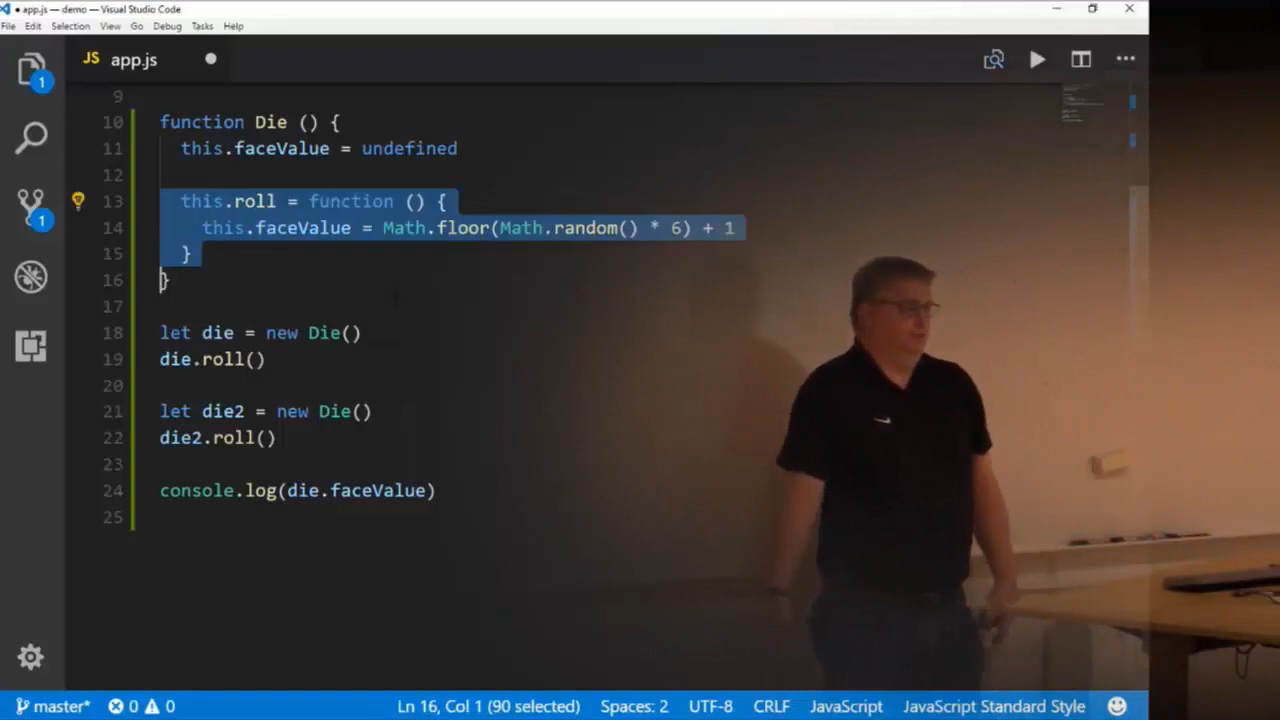 ● app.js — demo — Visual Studio Code
File Edit Selection View Go Debug Tasks Help
JS app.js
1
1
9
10 function Die () {
11 this.faceValue = undefined
12
13 this.roll = function () {
14 this.faceValue = Math.floor(Math.random() * 6) + 1
15 }
16 }
17
18 let die = new Die()
19 die.roll()
20
21 let die2 = new Die()
22 die2.roll()
23
24 console.log(die.faceValue)
25
master* 0 0 Ln 16, Col 1 (90 selected) Spaces: 2 UTF-8 CRLF JavaScript JavaScript Standard Style